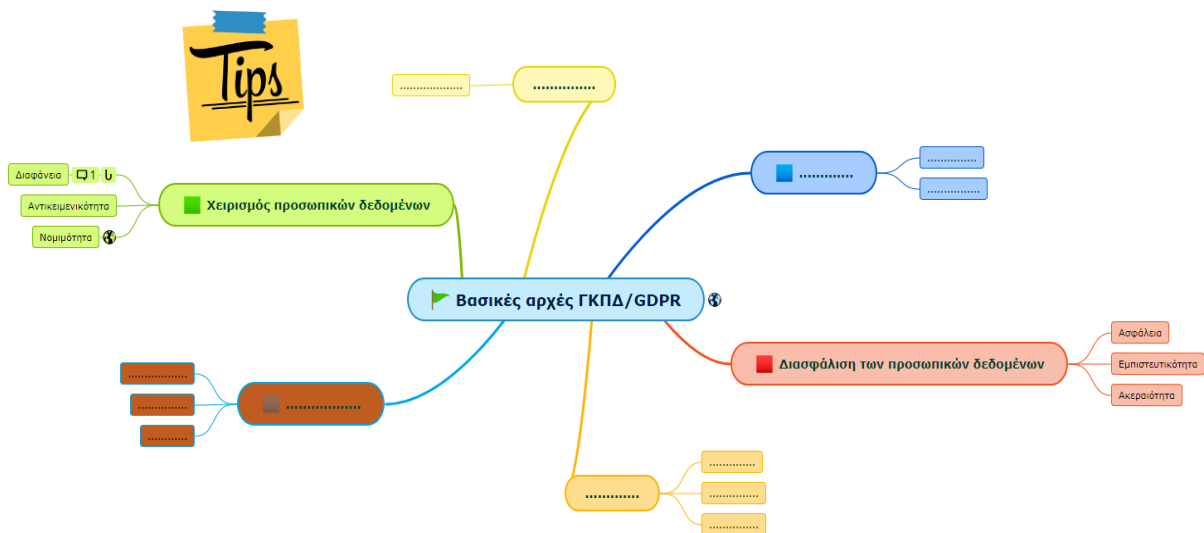 Tips
..................
...............
.............
...............
................
Διαφάνεια
1
Αντικειμενικότητα
Νομιμότητα
Χειρισμός προσωπικών δεδομένων
Βασικές αρχές ΓΚΠΔ/GDPR
Διασφάλιση των προσωπικών δεδομένων
Ασφάλεια
Εμπιστευτικότητα
Ακεραιότητα
.................
...............
............
..................
.............
..............
...............
...............